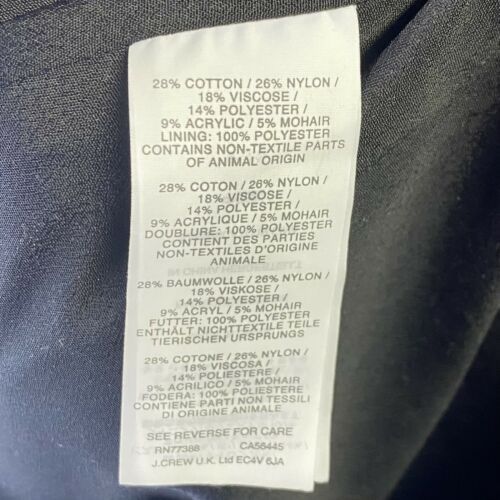 28% COTTON / 26% NYLON /
18% VISCOSE /
14% POLYESTER /
9% ACRYLIC / 5% MOHAIR
LINING: 100% POLYESTER
CONTAINS NON-TEXTILE PARTS
OF ANIMAL ORIGIN
28% COTON / 26% NYLON /
18% VISCOSE /
14% POLYESTER /
9% ACRYLIQUE / 5% MOHAIR
DOUBLURE: 100% POLYESTER
CONTIENT DES PARTIES
NON-TEXTILES D'ORIGINE
ANIMALE
28% BAUMWOLLE / 26% NYLON /
18% VISKOSE /
14% POLYESTER /
9% ACRYL / 5% MOHAIR
FUTTER: 100% POLYESTER
ENTHÄLT NICHTTEXTILE TEILE
TIERISCHEN URSPRUNGS
28% COTONE / 26% NYLON /
18% VISCOSA /
14% POLIESTERE /
9% ACRILICO / 5% MOHAIR
FODERA: 100% POLIESTERE
CONTIENE PARTI NON TESSILI
DI ORIGINE ANIMALE
SEE REVERSE FOR CARE
RN77388 CA56445
J.CREW U.K. Ltd EC4V 6JA